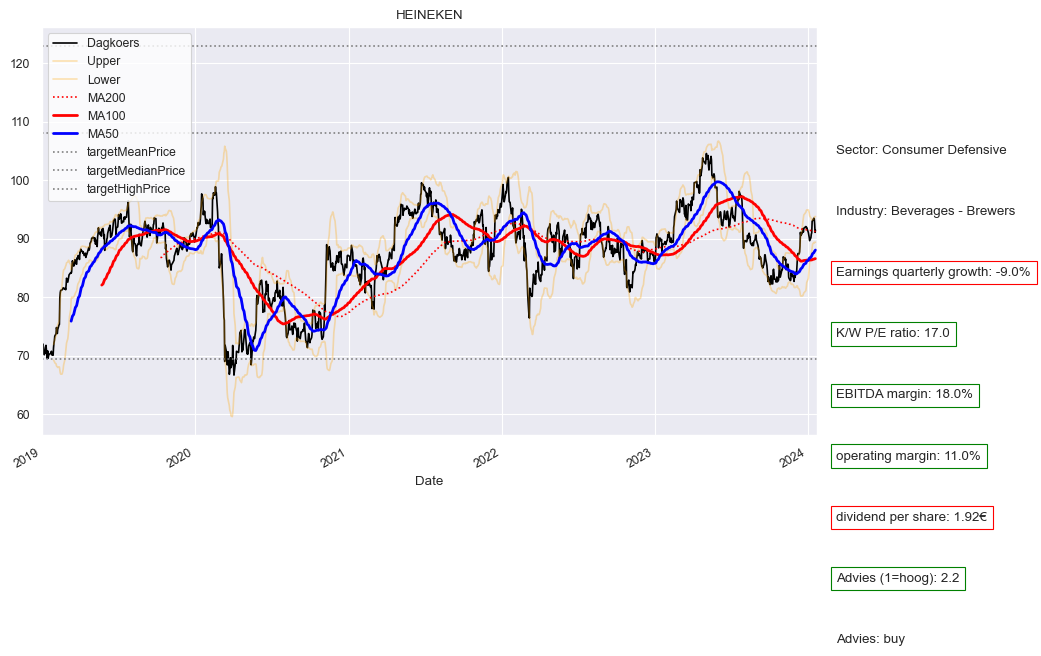 HEINEKEN
Dagkoers
Upper
Lower
MA200
MA100
MA50
targetMeanPrice
targetMedianPrice
targetHighPrice
120
110
100
90
80
70
60
2019
2020
2021
2022
2023
2024
Date
Sector: Consumer Defensive
Industry: Beverages - Brewers
Earnings quarterly growth: -9.0%
K/W P/E ratio: 17.0
EBITDA margin: 18.0%
operating margin: 11.0%
dividend per share: 1.92€
Advies (1=hoog): 2.2
Advies: buy